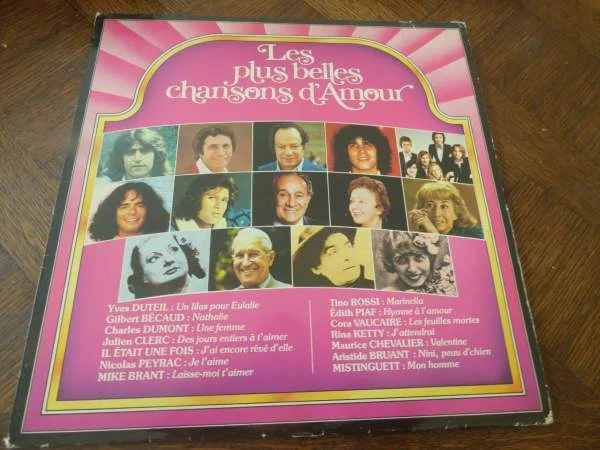 Les
plus belles
chansons d'Amour
Yves DUTEIL : Un lilas pour Eulalie
Gilbert BÉCAUD : Nathalie
Charles DUMONT : Une femme
Julien CLERC : Des jours entiers à t'aimer
IL ÉTAIT UNE FOIS : J'ai encore rêvé d'elle
Nicolas PEYRAC : Je l'aime
MIKE BRANT : Laisse-moi t'aimer
Tino ROSSI : Marinella
Édith PIAF : Hymne à l'amour
Cora VAUCAIRE : Les feuilles mortes
Rina KETTY : J'attendrai
Maurice CHEVALIER : Valentine
Aristide BRUANT : Nini, peau d'chien
MISTINGUETT : Mon homme